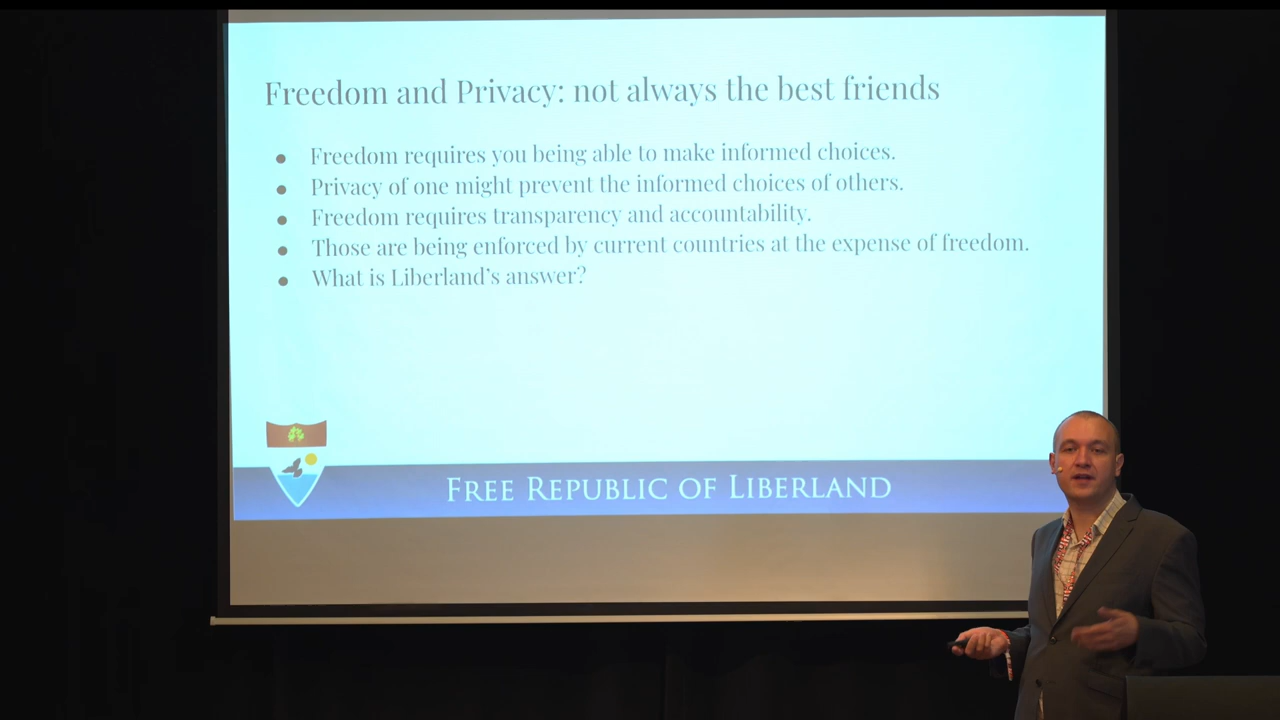 Freedom and Privacy: not always the best friends
● Freedom requires you being able to make informed choices.
● Privacy of one might prevent the informed choices of others.
● Freedom requires transparency and accountability.
● Those are being enforced by current countries at the expense of freedom.
● What is Liberland's answer?
FREE REPUBLIC OF LIBERLAND